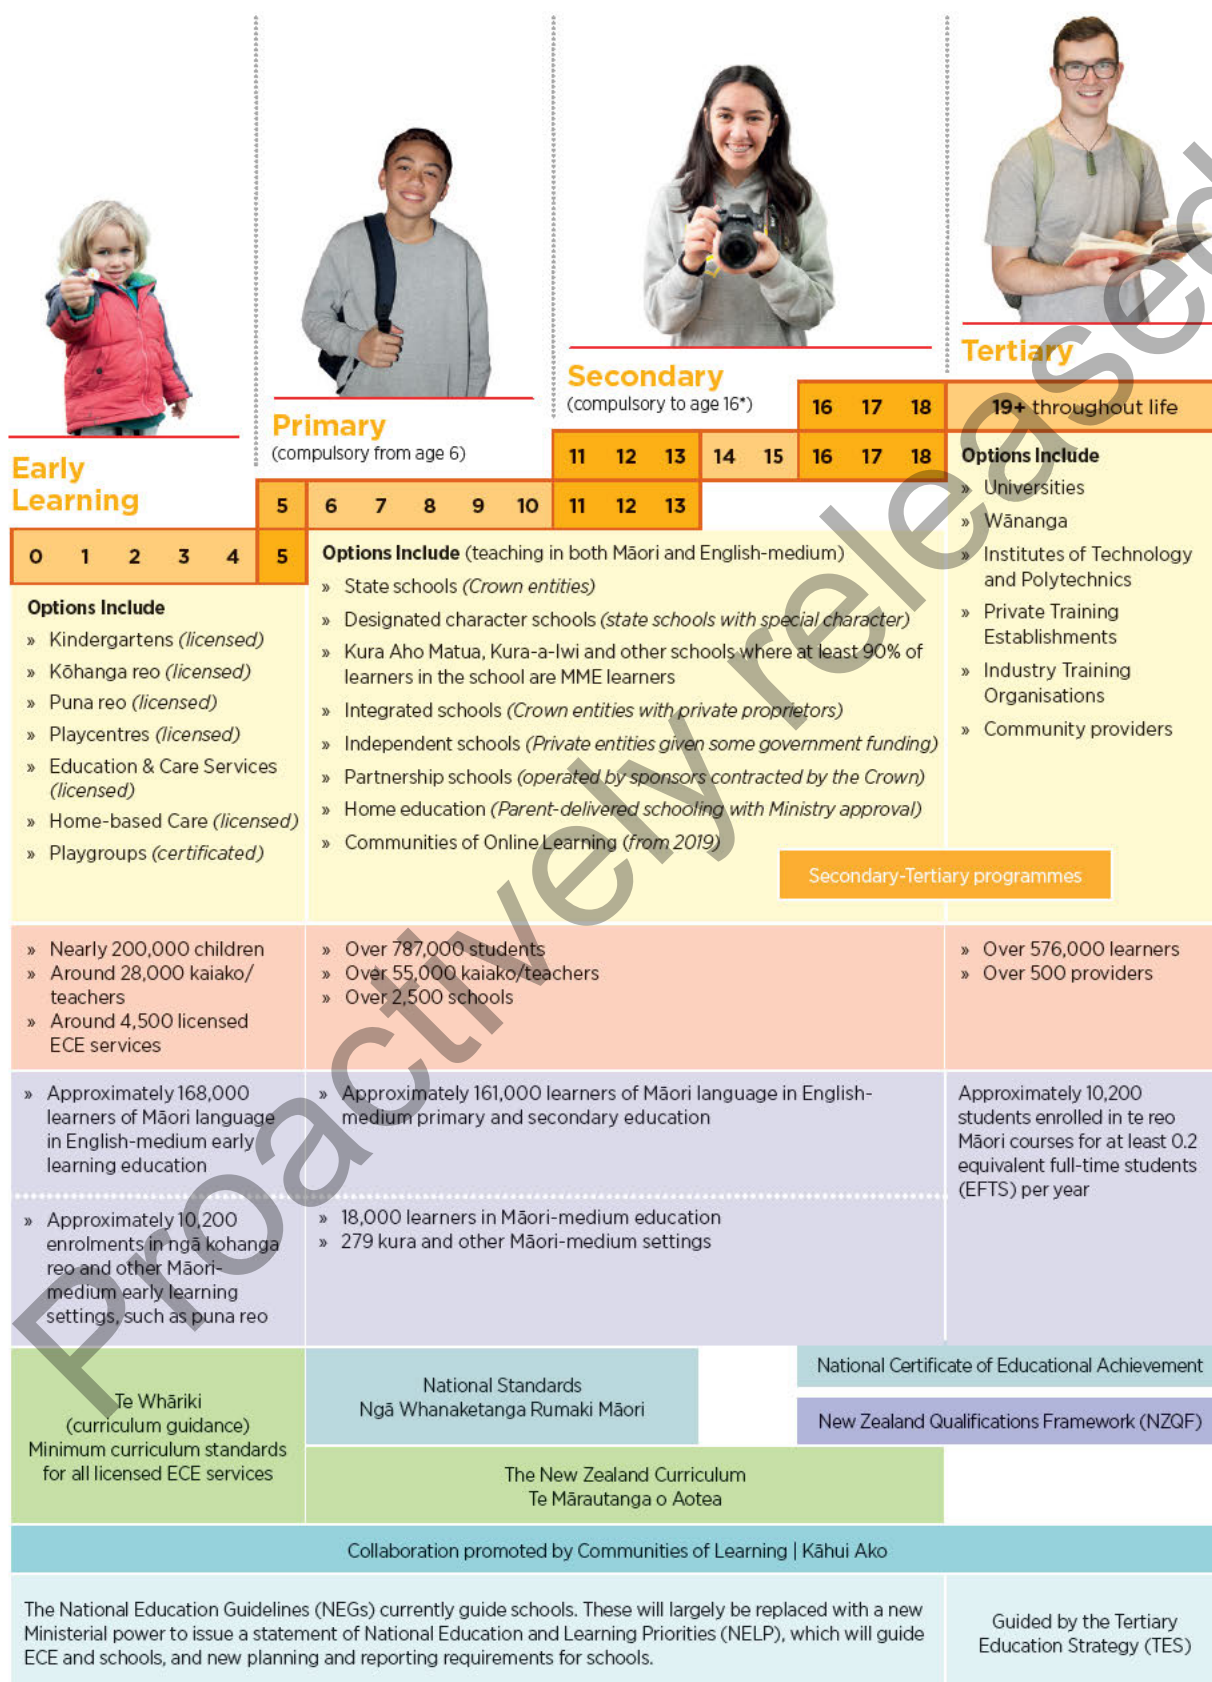 Early
Learning
0 1 2 3 4 5
Options Include
» Kindergartens (licensed)
» Kōhanga reo (licensed)
» Puna reo (licensed)
» Playcentres (licensed)
» Education & Care Services
(licensed)
» Home-based Care (licensed)
» Playgroups (certificated)
Primary
(compulsory from age 6)
5 6 7 8 9 10 11 12 13
Secondary
(compulsory to age 16*)
11 12 13 14 15 16 17 18
Options Include (teaching in both Māori and English-medium)
» State schools (Crown entities)
» Designated character schools (state schools with special character)
» Kura Aho Matua, Kura-a-Iwi and other schools where at least 90% of
learners in the school are MME learners
» Integrated schools (Crown entities with private proprietors)
» Independent schools (Private entities given some government funding)
» Partnership schools (operated by sponsors contracted by the Crown)
» Home education (Parent-delivered schooling with Ministry approval)
» Communities of Online Learning (from 2019)
Tertiary
16 17 18 19+ throughout life
Options Include
» Universities
» Wānanga
» Institutes of Technology
and Polytechnics
» Private Training
Establishments
» Industry Training
Organisations
» Community providers
Secondary-Tertiary programmes
» Nearly 200,000 children
» Around 28,000 kaiako/
teachers
» Around 4,500 licensed
ECE services
» Over 787,000 students
» Over 55,000 kaiako/teachers
» Over 2,500 schools
» Over 576,000 learners
» Over 500 providers
» Approximately 168,000
learners of Māori language
in English-medium early
learning education
» Approximately 161,000 learners of Māori language in English-
medium primary and secondary education
Approximately 10,200
students enrolled in te reo
Māori courses for at least 0.2
equivalent full-time students
(EFTS) per year
» Approximately 10,200
enrolments in ngā kohanga
reo and other Māori-
medium early learning
settings, such as puna reo
» 18,000 learners in Māori-medium education
» 279 kura and other Māori-medium settings
Te Whāriki
(curriculum guidance)
Minimum curriculum standards
for all licensed ECE services
National Standards
Ngā Whanaketanga Rumaki Māori
National Certificate of Educational Achievement
New Zealand Qualifications Framework (NZQF)
The New Zealand Curriculum
Te Mārautanga o Aotea
Collaboration promoted by Communities of Learning | Kāhui Ako
The National Education Guidelines (NEGs) currently guide schools. These will largely be replaced with a new
Ministerial power to issue a statement of National Education and Learning Priorities (NELP), which will guide
ECE and schools, and new planning and reporting requirements for schools.
Guided by the Tertiary
Education Strategy (TES)
Proactively released